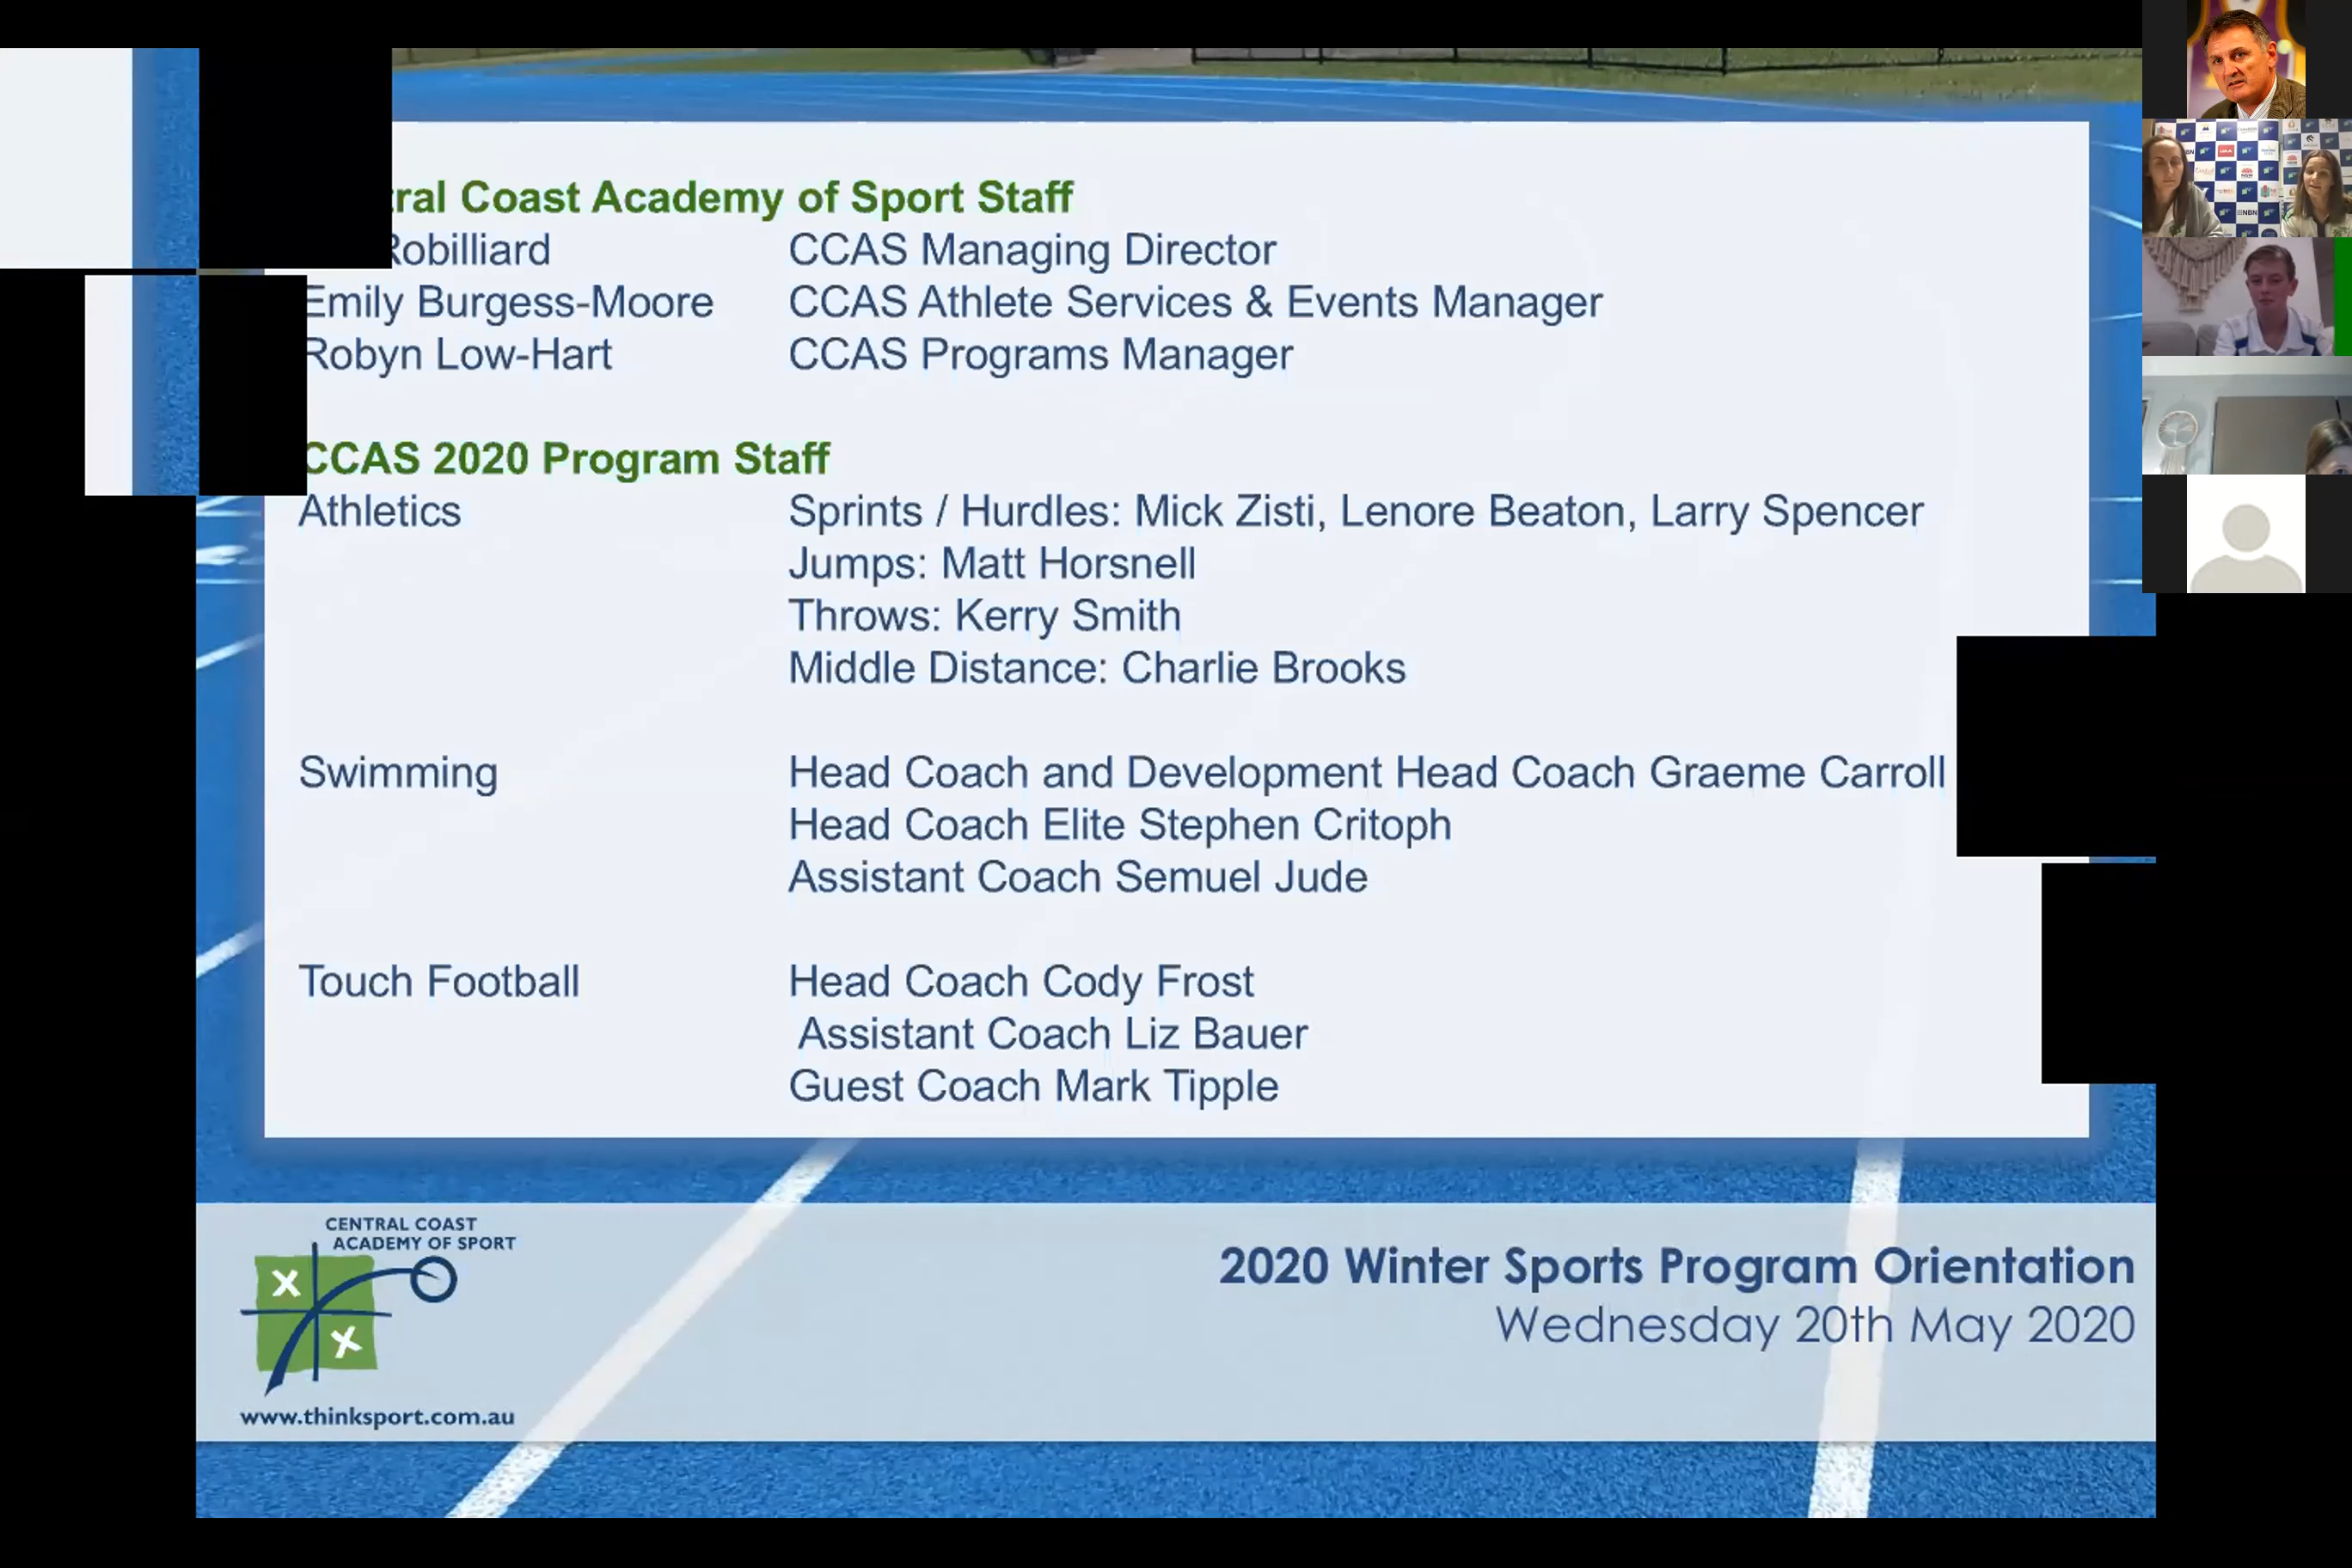 tral Coast Academy of Sport Staff
Robilliard CCAS Managing Director
Emily Burgess-Moore CCAS Athlete Services & Events Manager
Robyn Low-Hart CCAS Programs Manager
CCAS 2020 Program Staff
Athletics Sprints / Hurdles: Mick Zisti, Lenore Beaton, Larry Spencer
Jumps: Matt Horsnell
Throws: Kerry Smith
Middle Distance: Charlie Brooks
Swimming Head Coach and Development Head Coach Graeme Carroll
Head Coach Elite Stephen Critoph
Assistant Coach Semuel Jude
Touch Football Head Coach Cody Frost
Assistant Coach Liz Bauer
Guest Coach Mark Tipple
CENTRAL COAST
ACADEMY OF SPORT
www.thinksport.com.au
2020 Winter Sports Program Orientation
Wednesday 20th May 2020